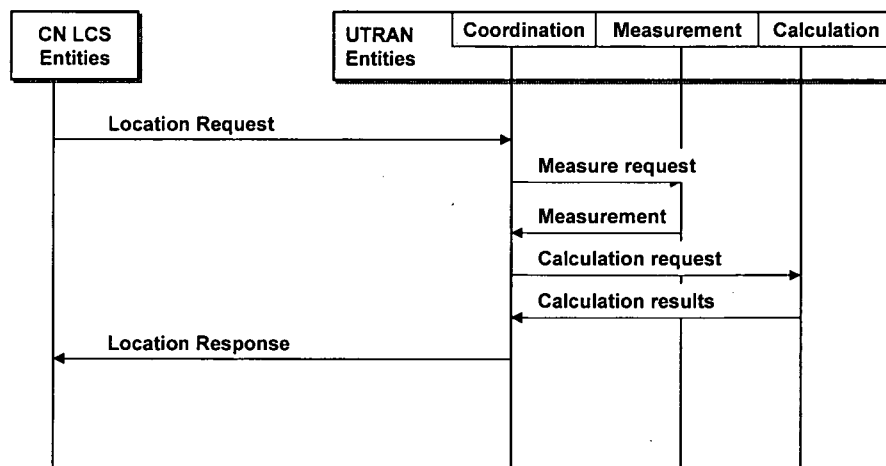 CN LCS
Entities
UTRAN
Entities
Coordination
Measurement
Calculation
Location Request
Measure request
Measurement
Calculation request
Calculation results
Location Response